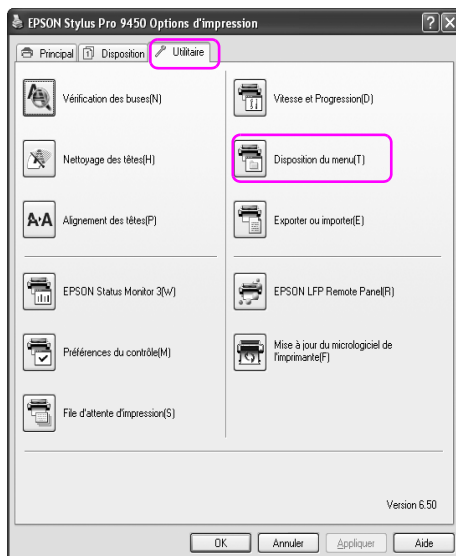 EPSON Stylus Pro 9450 Options d'impression
Principal
Disposition
Utilitaire
Vérification des buses(N)
Vitesse et Progression(D)
Nettoyage des têtes(H)
Disposition du menu(T)
Alignement des têtes(P)
Exporter ou importer(E)
EPSON Status Monitor 3(W)
EPSON LFP Remote Panel(R)
Préférences du contrôle(M)
Mise à jour du micrologiciel de
l'imprimante(F)
File d'attente d'impression(S)
Version 6.50
OK
Annuler
Appliquer
Aide